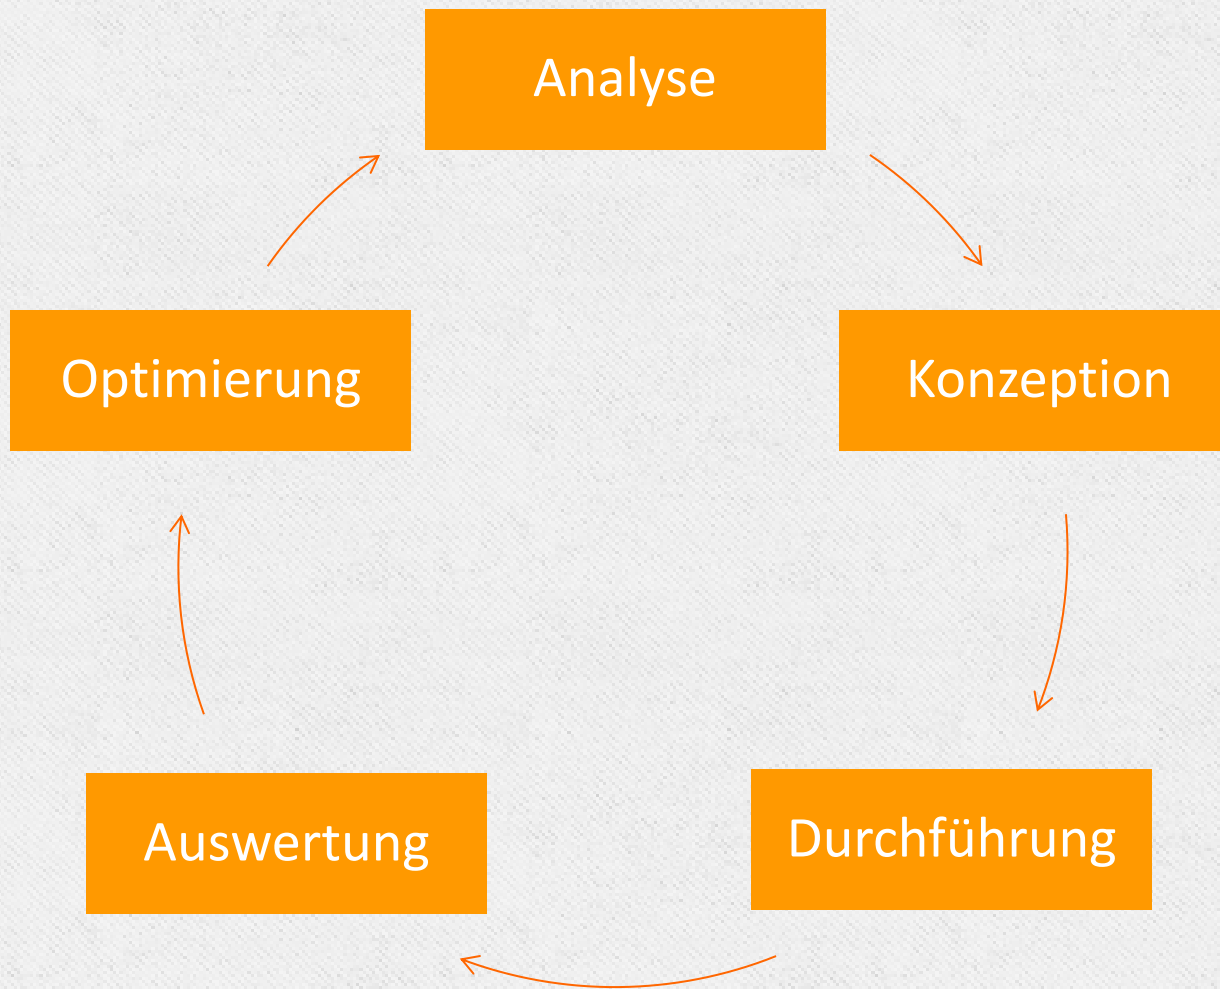 Analyse
Optimierung
Konzeption
Auswertung
Durchführung